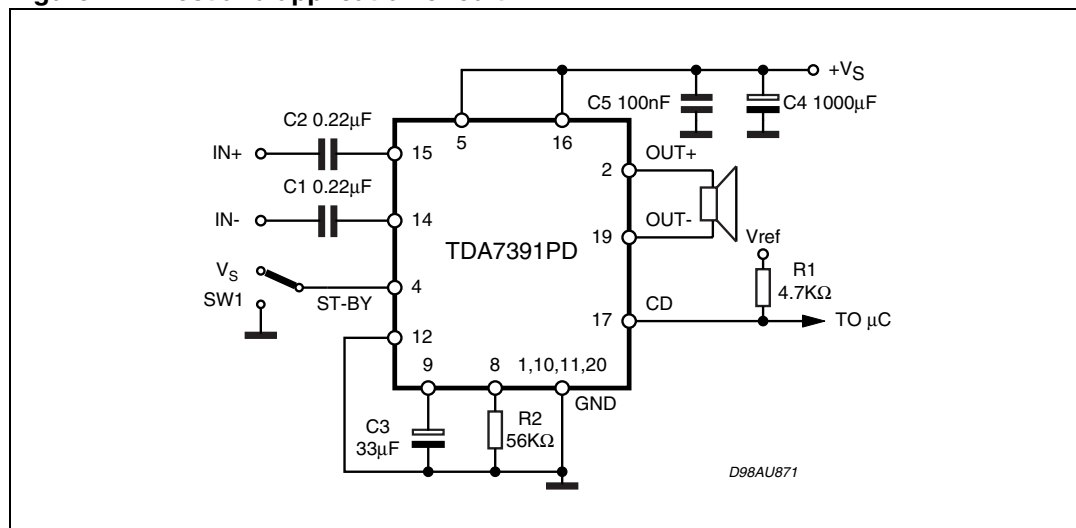 +VS
C5 100nF
C4 1000µF
C2 0.22µF
5
16
IN+
15
OUT+
2
C1 0.22µF
IN-
14
OUT-
19
TDA7391PD
Vref
VS
R1
4.7KΩ
SW1
ST-BY
4
CD
17
TO µC
12
9
8
1,10,11,20
GND
C3
33µF
R2
56KΩ
D98AU871